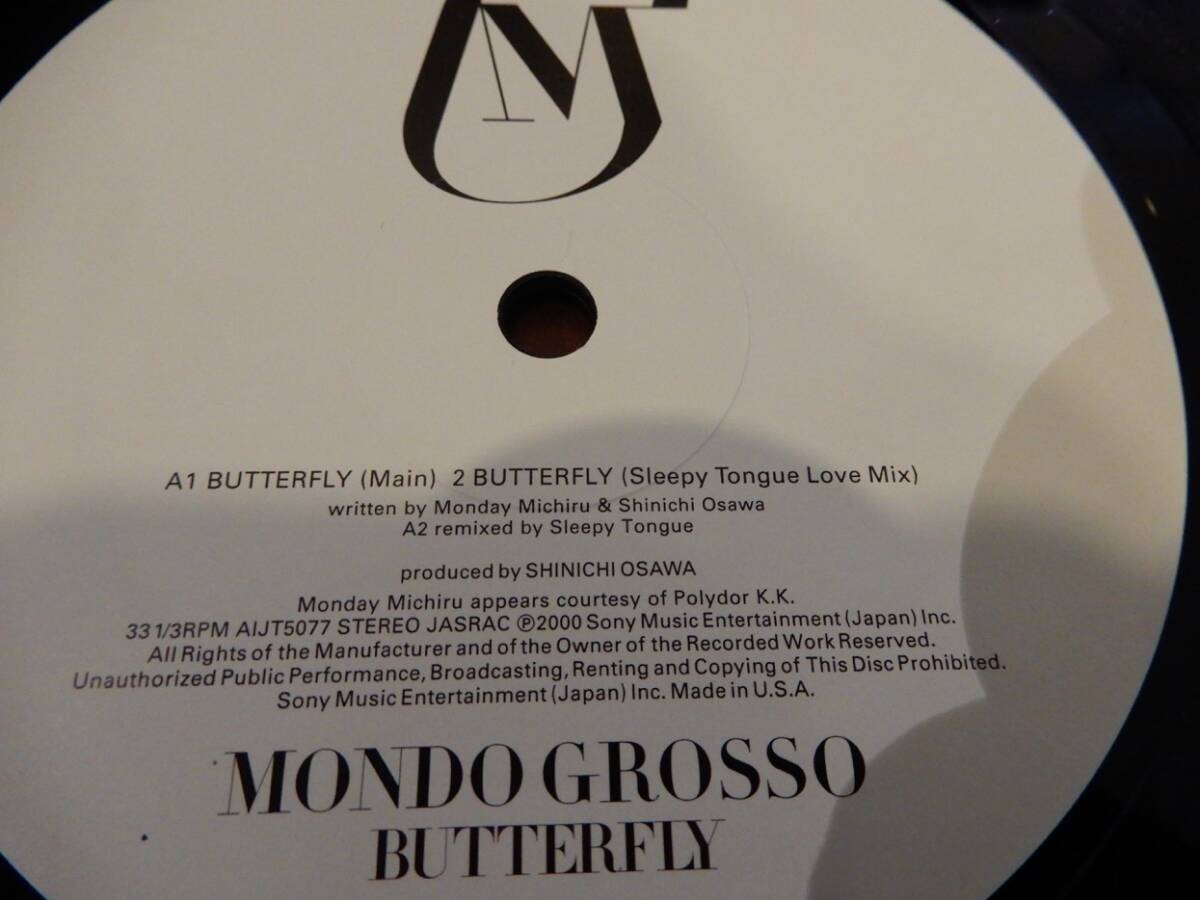 A1 BUTTERFLY (Main) 2 BUTTERFLY (Sleepy Tongue Love Mix)
written by Monday Michiru & Shinichi Osawa
A2 remixed by Sleepy Tongue
produced by SHINICHI OSAWA
Monday Michiru appears courtesy of Polydor K.K.
33 1/3RPM AIJT5077 STEREO JASRAC ℗2000 Sony Music Entertainment (Japan) Inc.
All Rights of the Manufacturer and of the Owner of the Recorded Work Reserved.
Unauthorized Public Performance, Broadcasting, Renting and Copying of This Disc Prohibited.
Sony Music Entertainment (Japan) Inc. Made in U.S.A.
MONDO GROSSO
BUTTERFLY